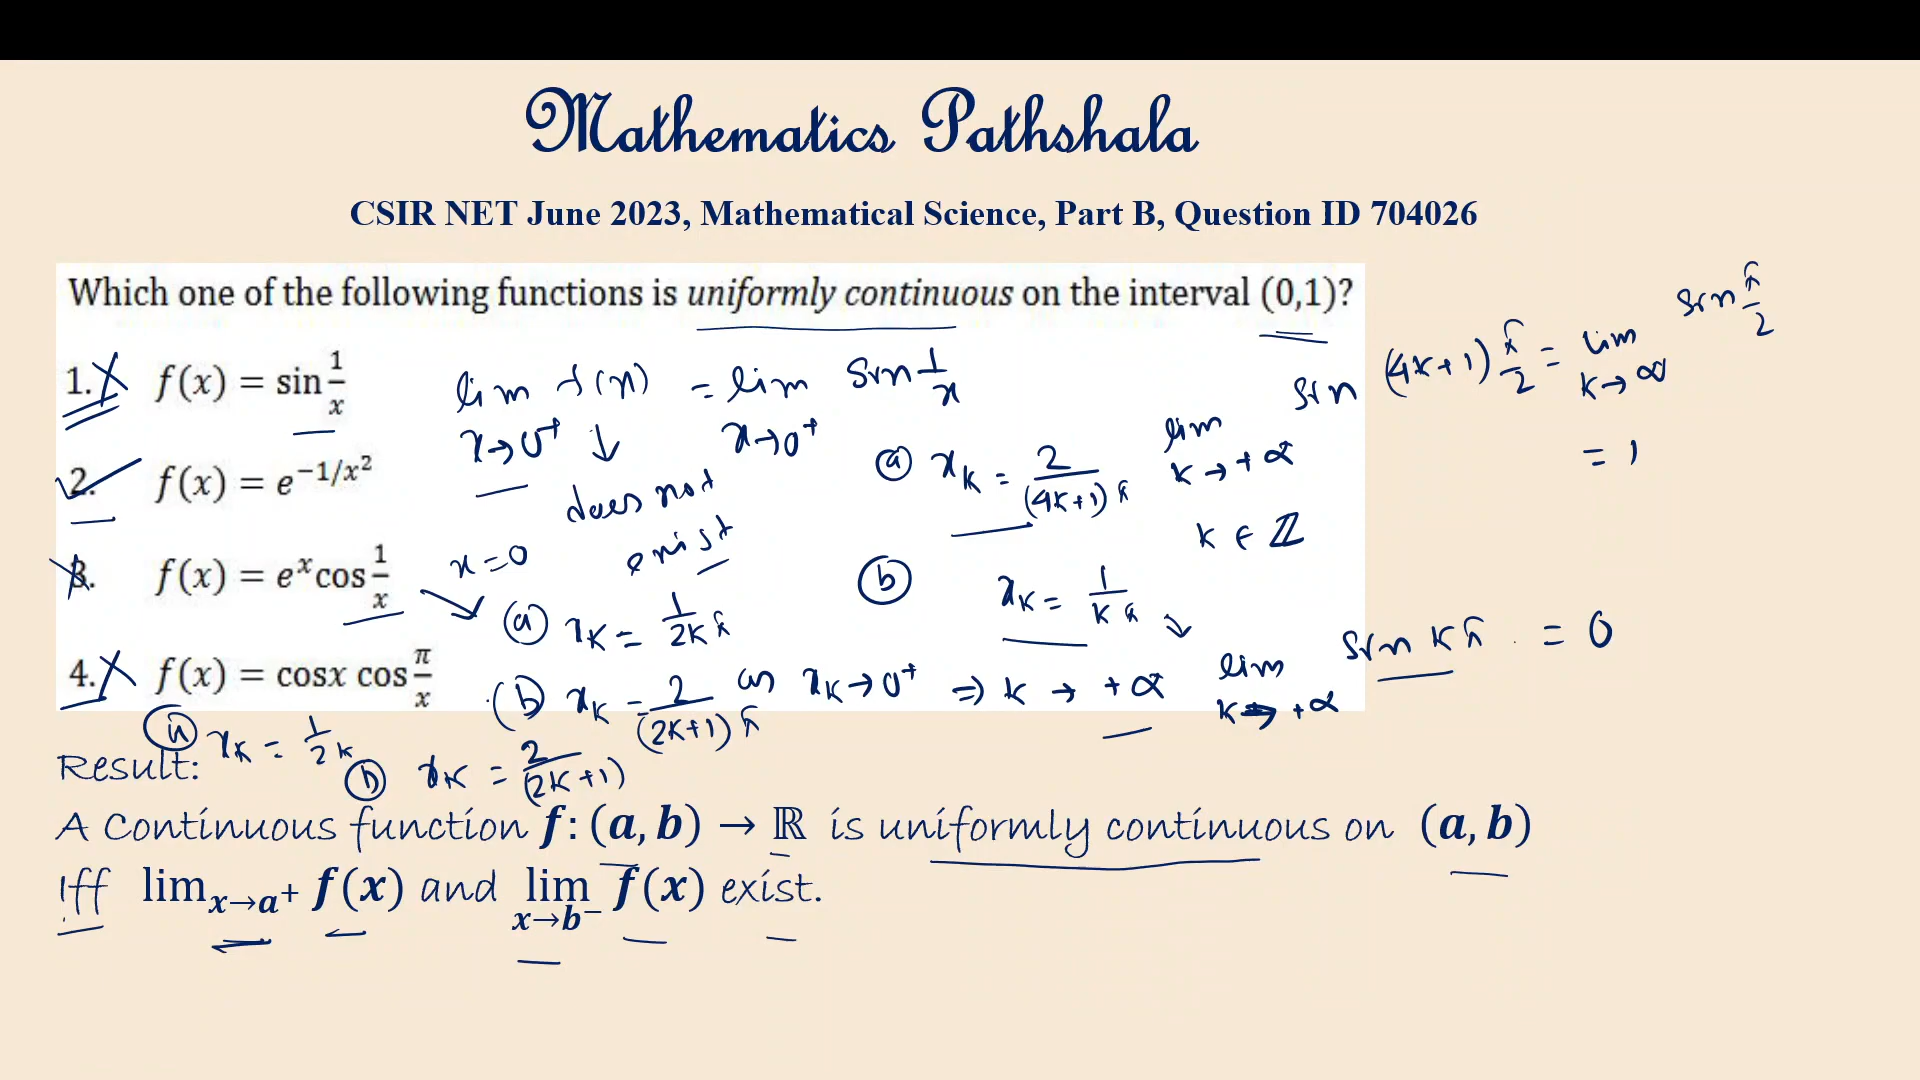 Mathematics Pathshala
CSIR NET June 2023, Mathematical Science, Part B, Question ID 704026
Which one of the following functions is uniformly continuous on the interval (0,1)?
1. f(x) = sin 1/x
lim x→0⁺ f(x) = lim x→0⁺ sin 1/x
does not exist
ⓐ x_K = 2/((4K+1)π)
lim k→+∞ sin (4K+1) π/2 = lim k→∞ sin π/2
= 1
k ∈ ℤ
2. f(x) = e^(−1/x²)
ⓑ x_K = 1/(Kπ)
lim k→+∞ sin Kπ = 0
3. f(x) = eˣcos 1/x
x=0
ⓐ x_K = 1/(2Kπ)
(b) x_K = 2/((2K+1)π) as x_K→0⁺ ⇒ k → +∞
4. f(x) = cosx cos π/x
ⓐ x_K = 1/2K
ⓑ x_K = 2/(2K+1)
Result:
A Continuous function f: (a, b) → ℝ is uniformly continuous on (a, b)
Iff lim x→a⁺ f(x) and lim x→b⁻ f(x) exist.